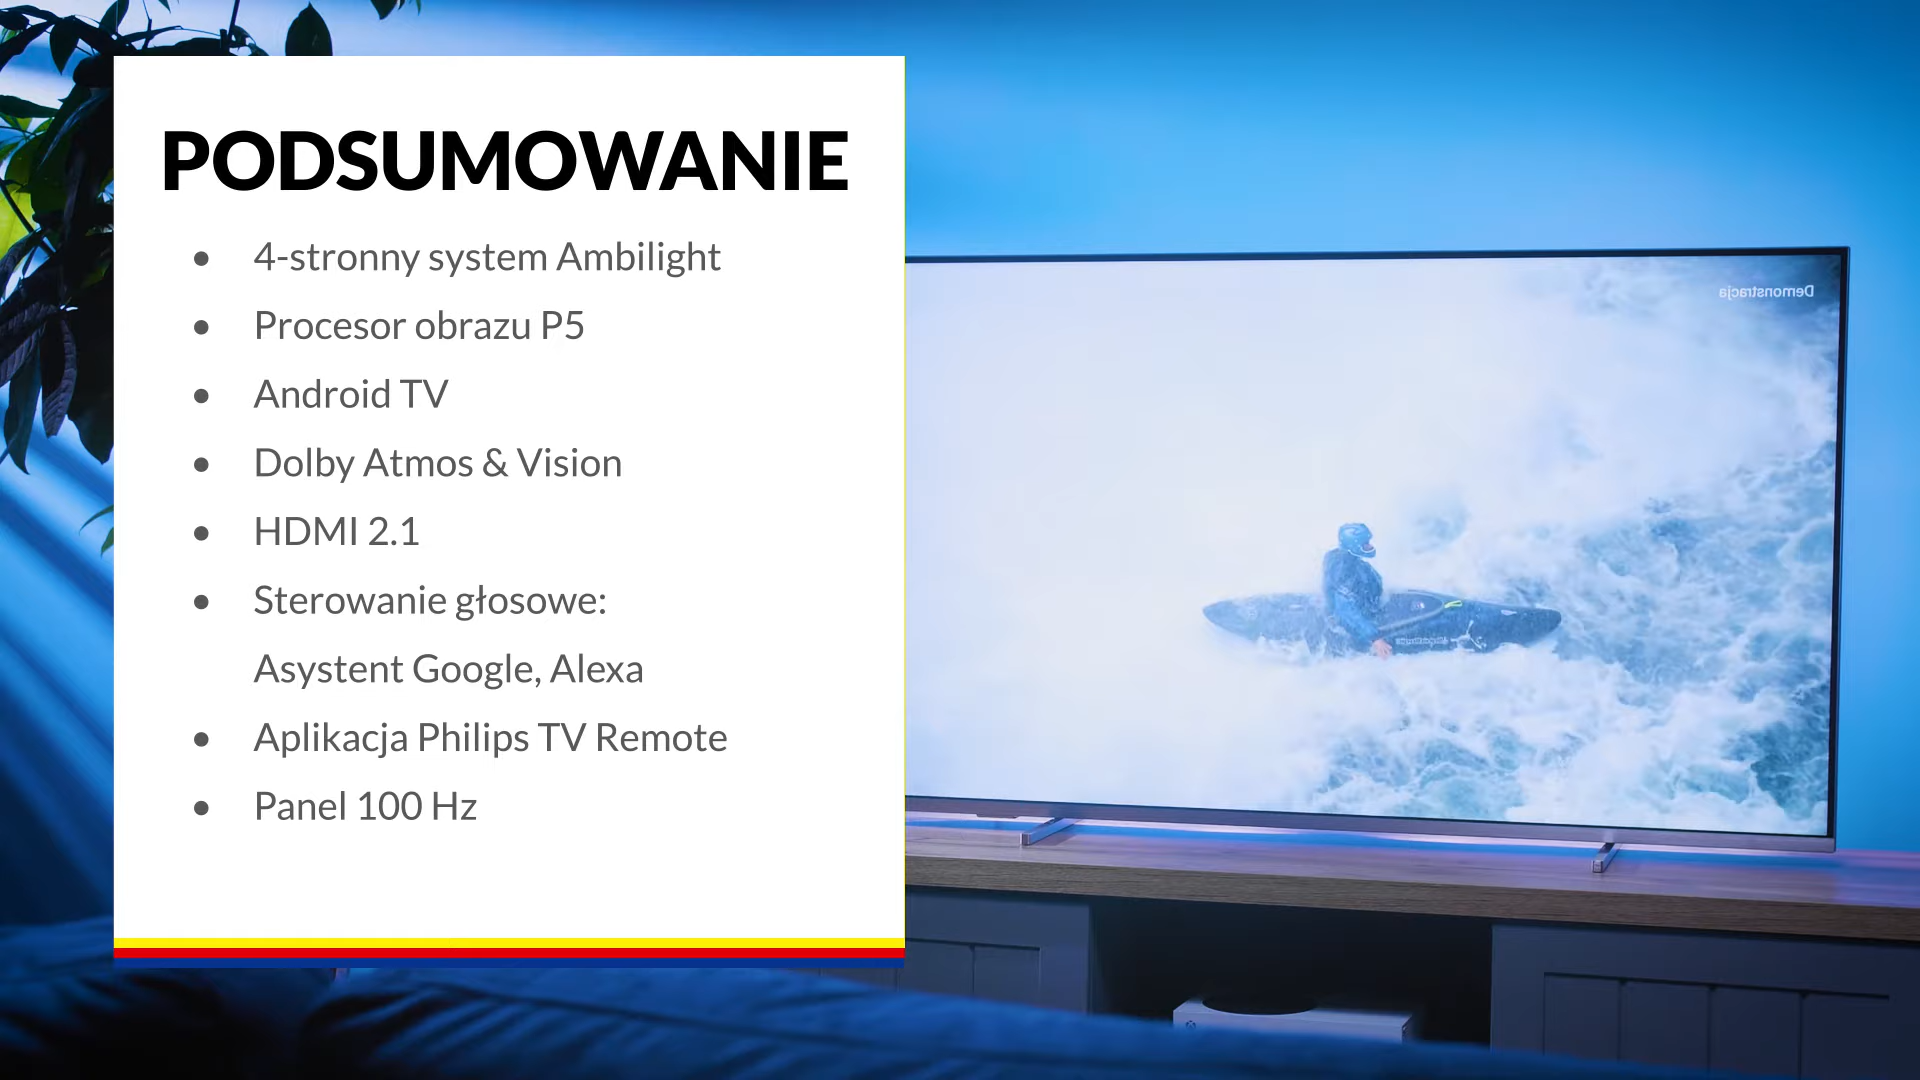 PODSUMOWANIE
• 4-stronny system Ambilight
• Procesor obrazu P5
• Android TV
• Dolby Atmos & Vision
• HDMI 2.1
• Sterowanie głosowe:
Asystent Google, Alexa
• Aplikacja Philips TV Remote
• Panel 100 Hz
Demonstracja